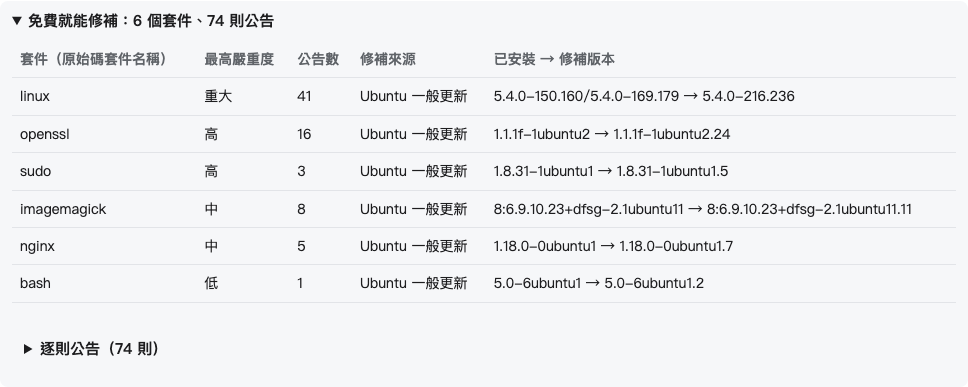 ▼ 免費就能修補：6 個套件、74 則公告
套件（原始碼套件名稱） 最高嚴重度 公告數 修補來源 已安裝 → 修補版本
linux 重大 41 Ubuntu 一般更新 5.4.0-150.160/5.4.0-169.179 → 5.4.0-216.236
openssl 高 16 Ubuntu 一般更新 1.1.1f-1ubuntu2 → 1.1.1f-1ubuntu2.24
sudo 高 3 Ubuntu 一般更新 1.8.31-1ubuntu1 → 1.8.31-1ubuntu1.5
imagemagick 中 8 Ubuntu 一般更新 8:6.9.10.23+dfsg-2.1ubuntu11 → 8:6.9.10.23+dfsg-2.1ubuntu11.11
nginx 中 5 Ubuntu 一般更新 1.18.0-0ubuntu1 → 1.18.0-0ubuntu1.7
bash 低 1 Ubuntu 一般更新 5.0-6ubuntu1 → 5.0-6ubuntu1.2
▶ 逐則公告（74 則）